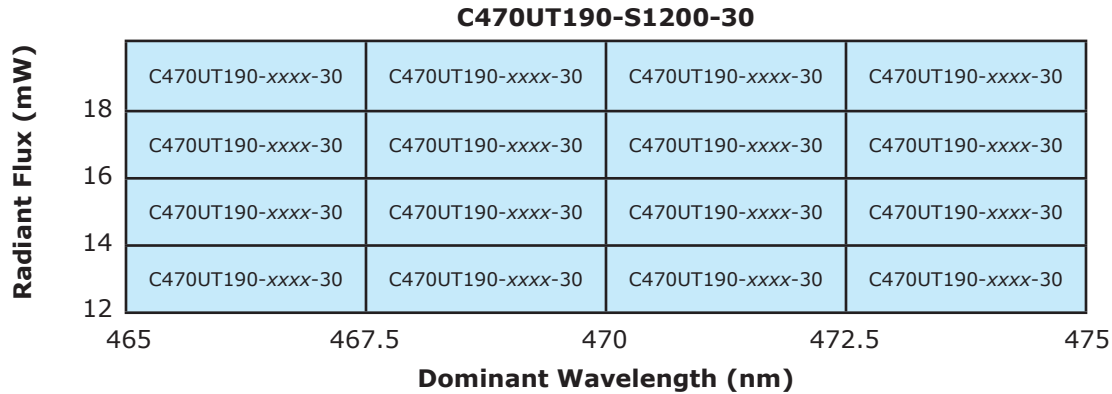 C470UT190-S1200-30
Radiant Flux (mW)
C470UT190-xxxx-30 C470UT190-xxxx-30 C470UT190-xxxx-30 C470UT190-xxxx-30
18
C470UT190-xxxx-30 C470UT190-xxxx-30 C470UT190-xxxx-30 C470UT190-xxxx-30
16
C470UT190-xxxx-30 C470UT190-xxxx-30 C470UT190-xxxx-30 C470UT190-xxxx-30
14
C470UT190-xxxx-30 C470UT190-xxxx-30 C470UT190-xxxx-30 C470UT190-xxxx-30
12
465 467.5 470 472.5 475
Dominant Wavelength (nm)